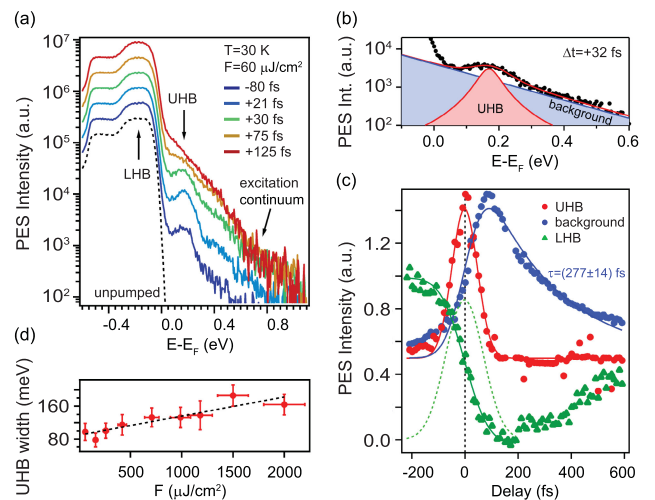 (a)
PES Intensity (a.u.)
10⁷
10⁶
10⁵
10⁴
10³
10²
T=30 K
F=60 μJ/cm²
-80 fs
+21 fs
+30 fs
+75 fs
+125 fs
UHB
LHB
excitation
continuum
unpumped
-0.4
0.0
0.4
0.8
E-E_F (eV)
(b)
PES Int. (a.u.)
10⁴
10³
10²
Δt=+32 fs
UHB
background
0.0
0.2
0.4
0.6
E-E_F (eV)
(c)
PES Intensity (a.u.)
1.2
0.8
0.4
0.0
UHB
background
LHB
τ=(277±14) fs
-200
0
200
400
600
Delay (fs)
(d)
UHB width (meV)
160
80
500
1000
1500
2000
F (μJ/cm²)